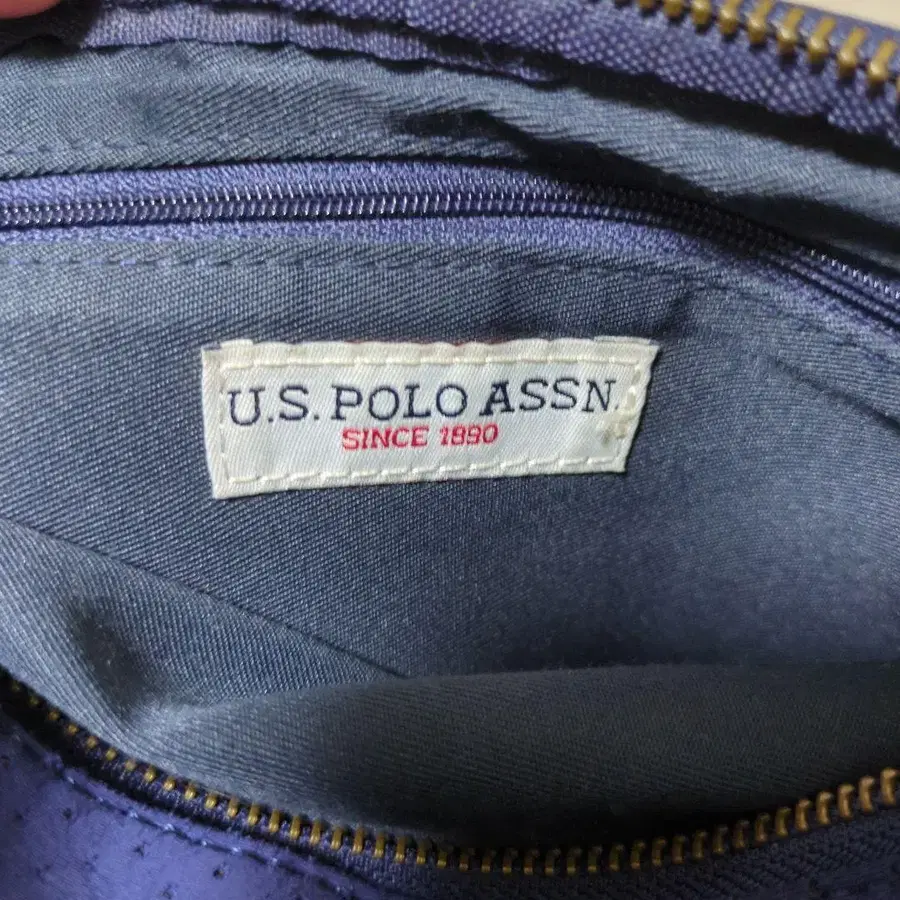 U.S. POLO ASSN.
SINCE 1890